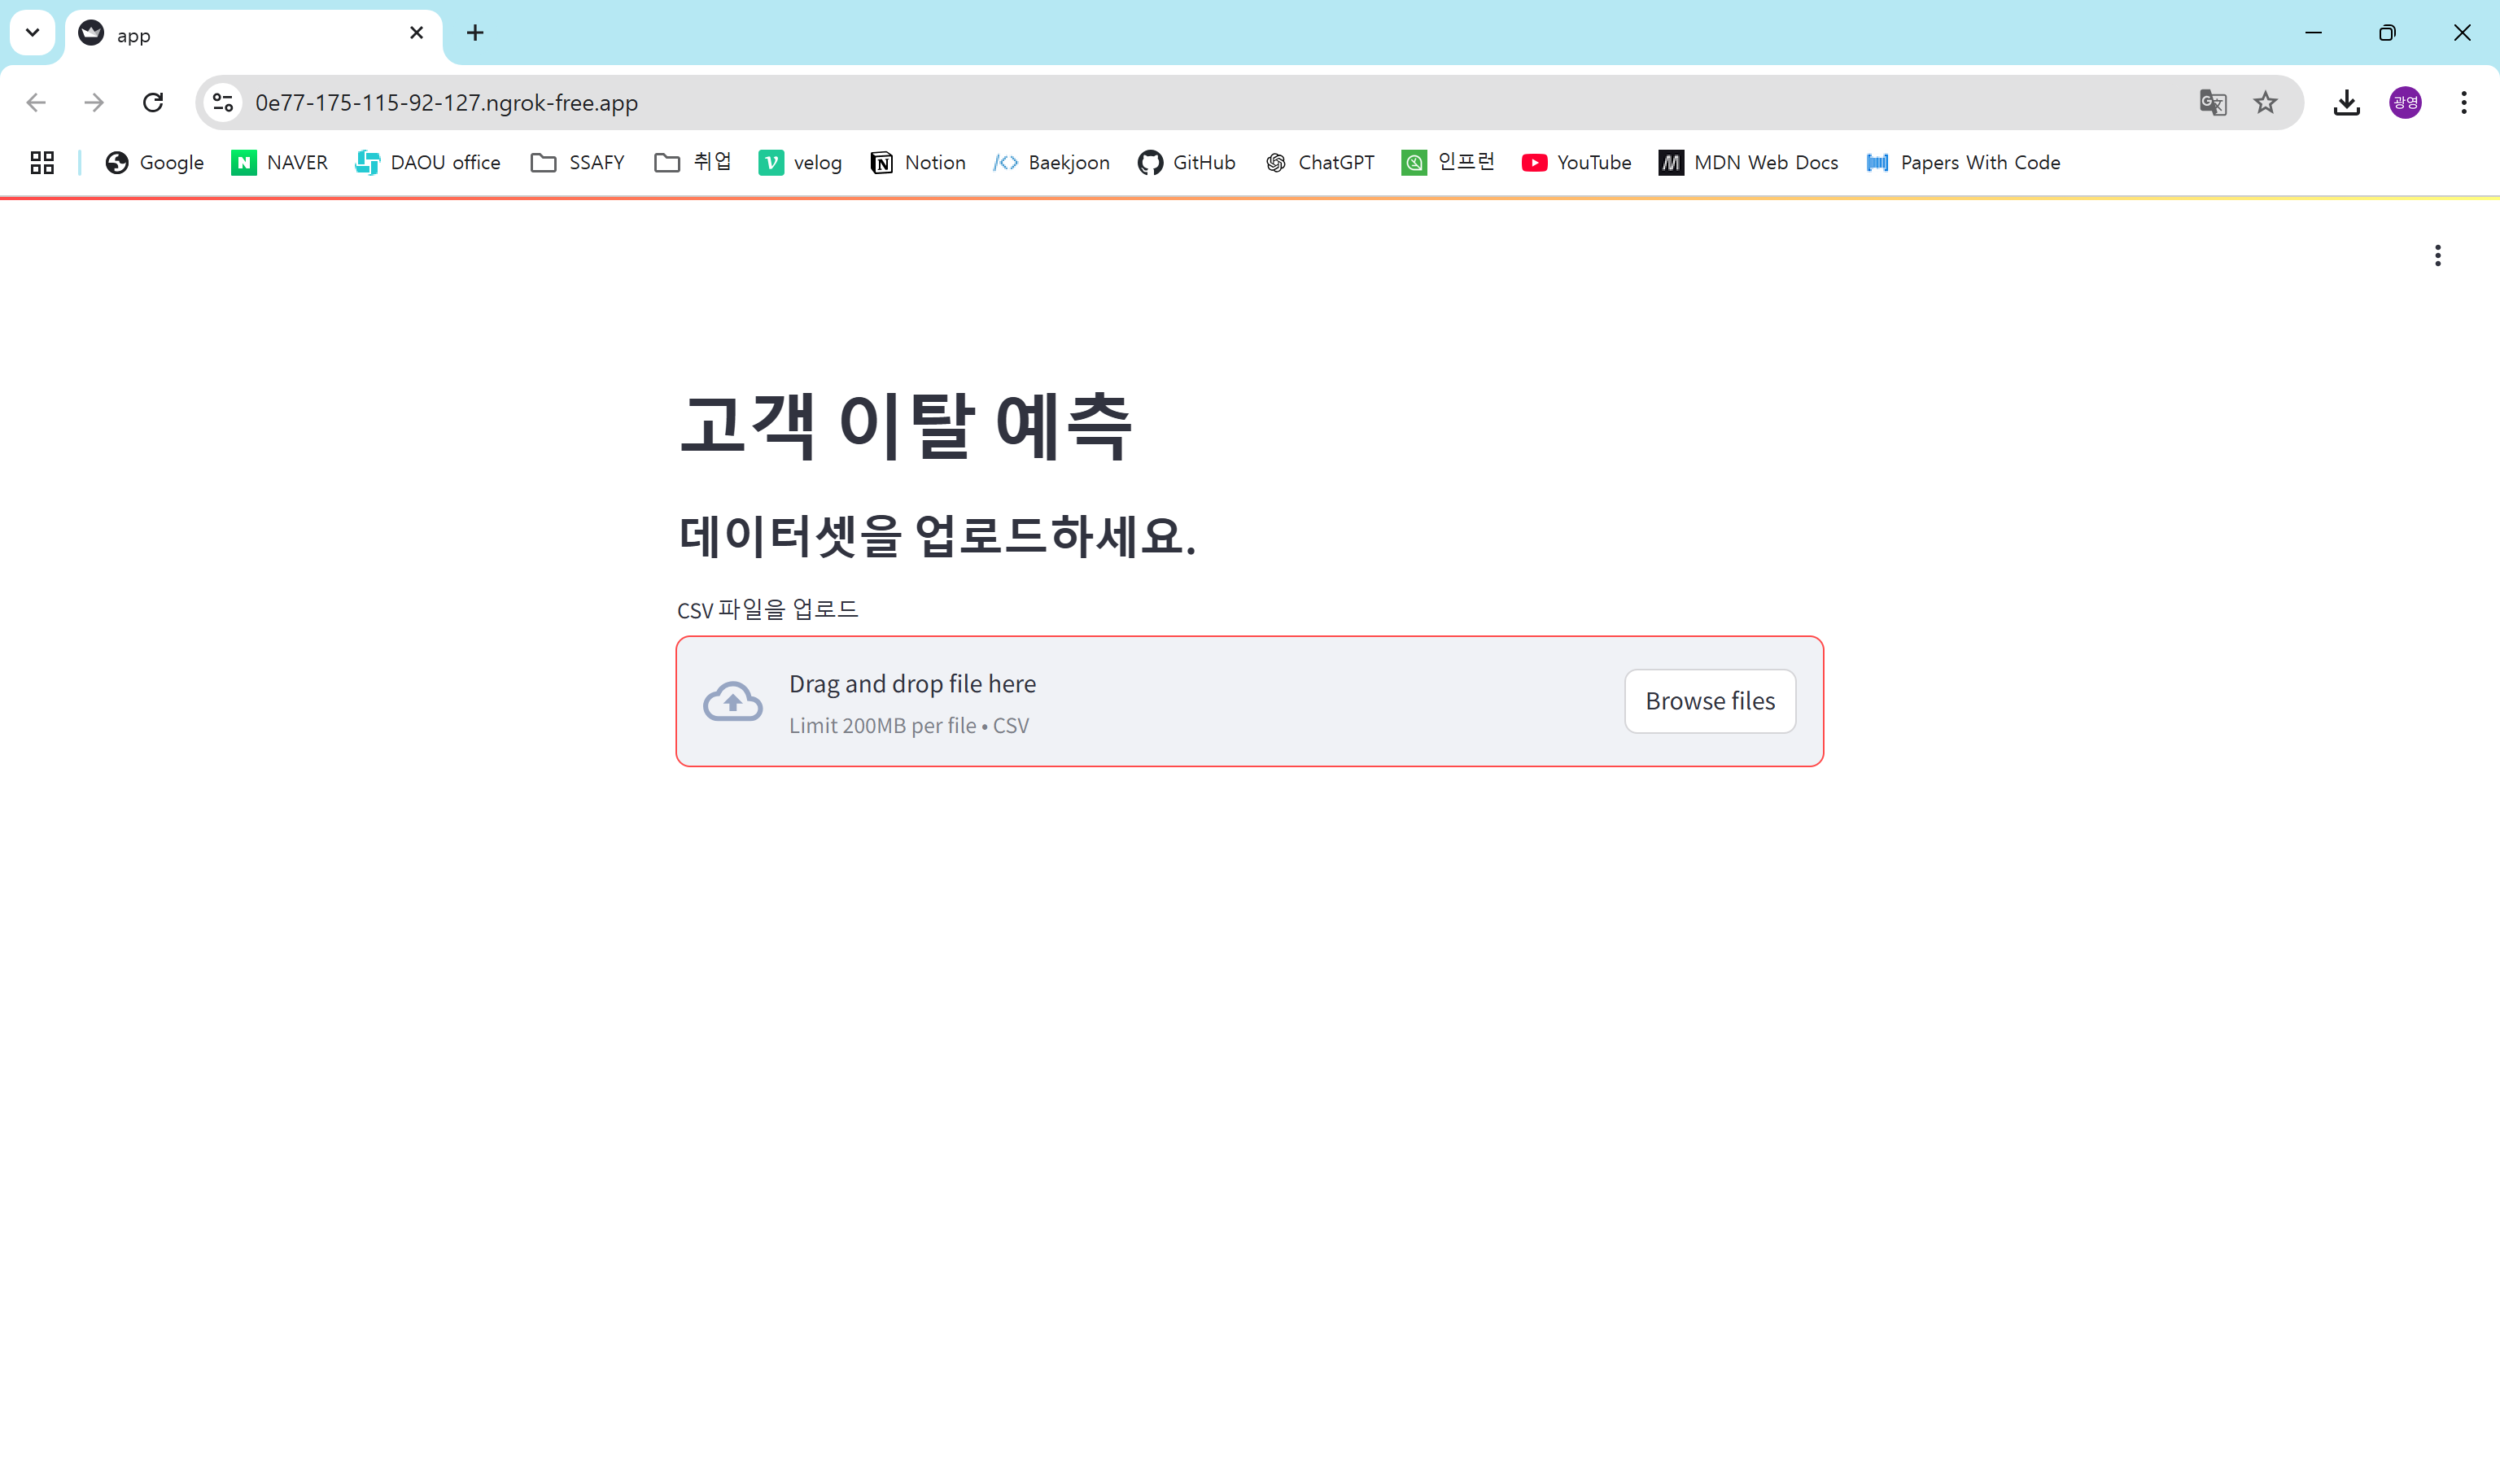 app
0e77-175-115-92-127.ngrok-free.app
광영
Google NAVER DAOU office SSAFY 취업 velog Notion Baekjoon GitHub ChatGPT 인프런 YouTube MDN Web Docs Papers With Code
고객 이탈 예측
데이터셋을 업로드하세요.
CSV 파일을 업로드
Drag and drop file here
Limit 200MB per file • CSV
Browse files